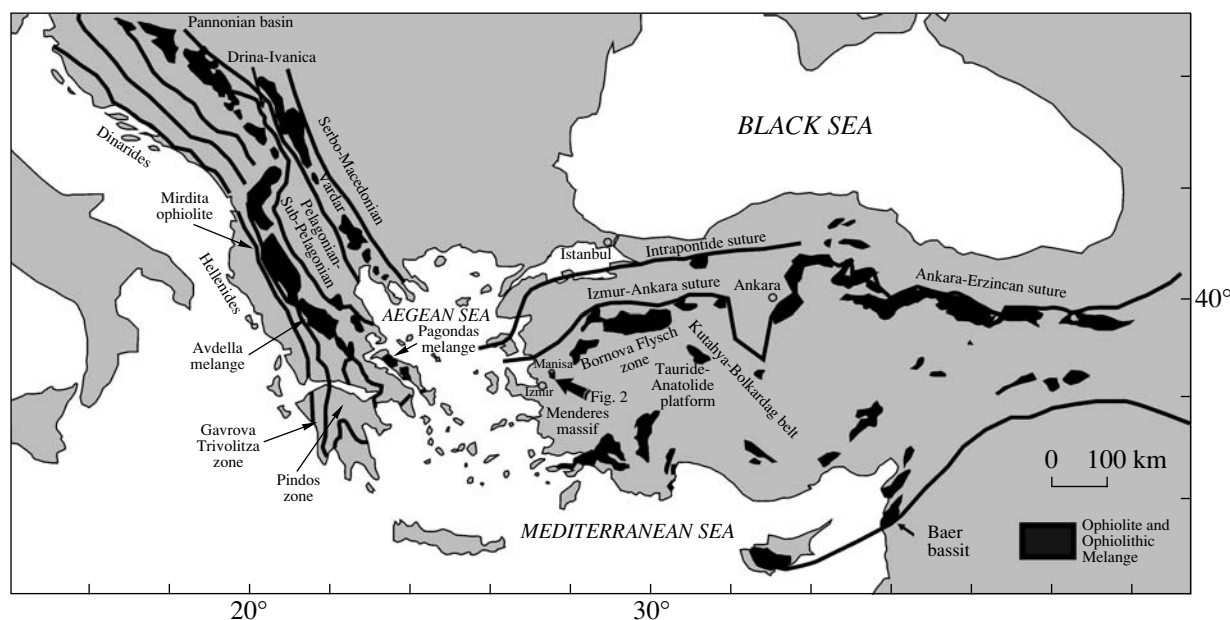 Pannonian basin
Drina-Ivanica
BLACK SEA
Dinarides
Serbo-Macedonian
Vardar
Mirdita
ophiolite
Pelagonian-
Sub-Pelagonian
Hellenides
Istanbul
Intrapontide suture
Izmur-Ankara suture
Ankara
Ankara-Erzincan suture
40°
AEGEAN SEA
Pagondas
melange
Avdella
melange
Bornova Flysch
zone
Manisa
Izmir
(Fig. 2
Menderes
massif
Tauride-
Anatolide
platform
Kutahya-Bolkardag belt
Gavrova
Trivolitza
zone
Pindos
zone
0 100 km
MEDITERRANEAN SEA
Baer
bassit
Ophiolite and
Ophiolithic
Melange
20°
30°